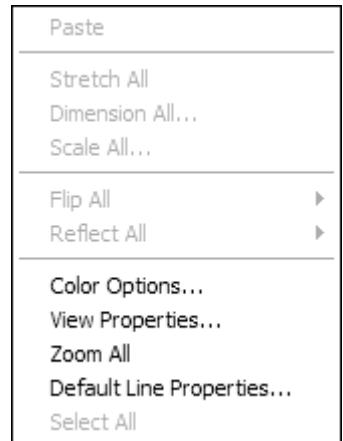 Paste
Stretch All
Dimension All...
Scale All...
Flip All
Reflect All
Color Options...
View Properties...
Zoom All
Default Line Properties...
Select All